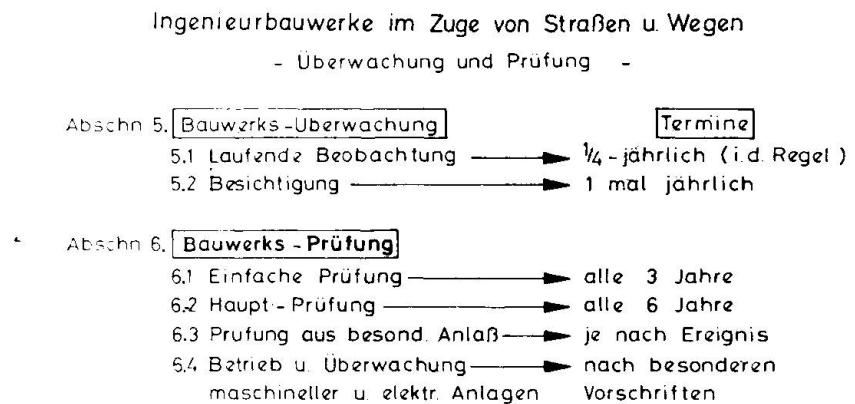 Ingenieurbauwerke im Zuge von Straßen u. Wegen
- Überwachung und Prüfung -
Abschn 5. Bauwerks-Uberwachung Termine
5.1 Laufende Beobachtung ¼-jährlich (i.d. Regel)
5.2 Besichtigung 1 mal jährlich
Abschn 6. Bauwerks-Prüfung
6.1 Einfache Prüfung alle 3 Jahre
6.2 Haupt-Prüfung alle 6 Jahre
6.3 Prufung aus besond. Anlaß je nach Ereignis
6.4 Betrieb u. Überwachung nach besonderen
maschineller u. elektr. Anlagen Vorschriften